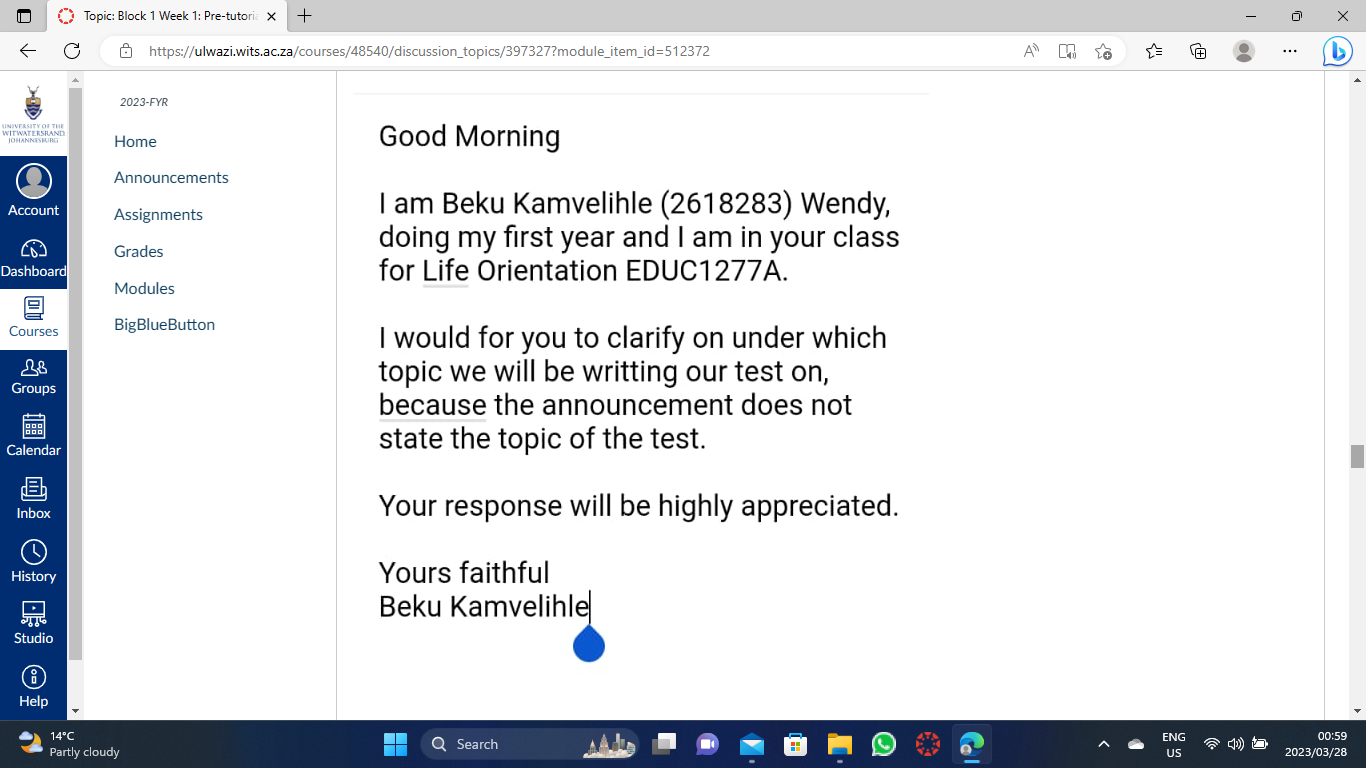 Topic: Block 1 Week 1: Pre-tutoria
https://ulwazi.wits.ac.za/courses/48540/discussion_topics/397327?module_item_id=512372
UNIVERSITY OF THE
WITWATERSRAND,
JOHANNESBURG
Account
Dashboard
Courses
Groups
Calendar
Inbox
History
Studio
Help
2023-FYR
Home
Announcements
Assignments
Grades
Modules
BigBlueButton
Good Morning
I am Beku Kamvelihle (2618283) Wendy,
doing my first year and I am in your class
for Life Orientation EDUC1277A.
I would for you to clarify on under which
topic we will be writting our test on,
because the announcement does not
state the topic of the test.
Your response will be highly appreciated.
Yours faithful
Beku Kamvelihle
14°C
Partly cloudy
Search
ENG
US
00:59
2023/03/28